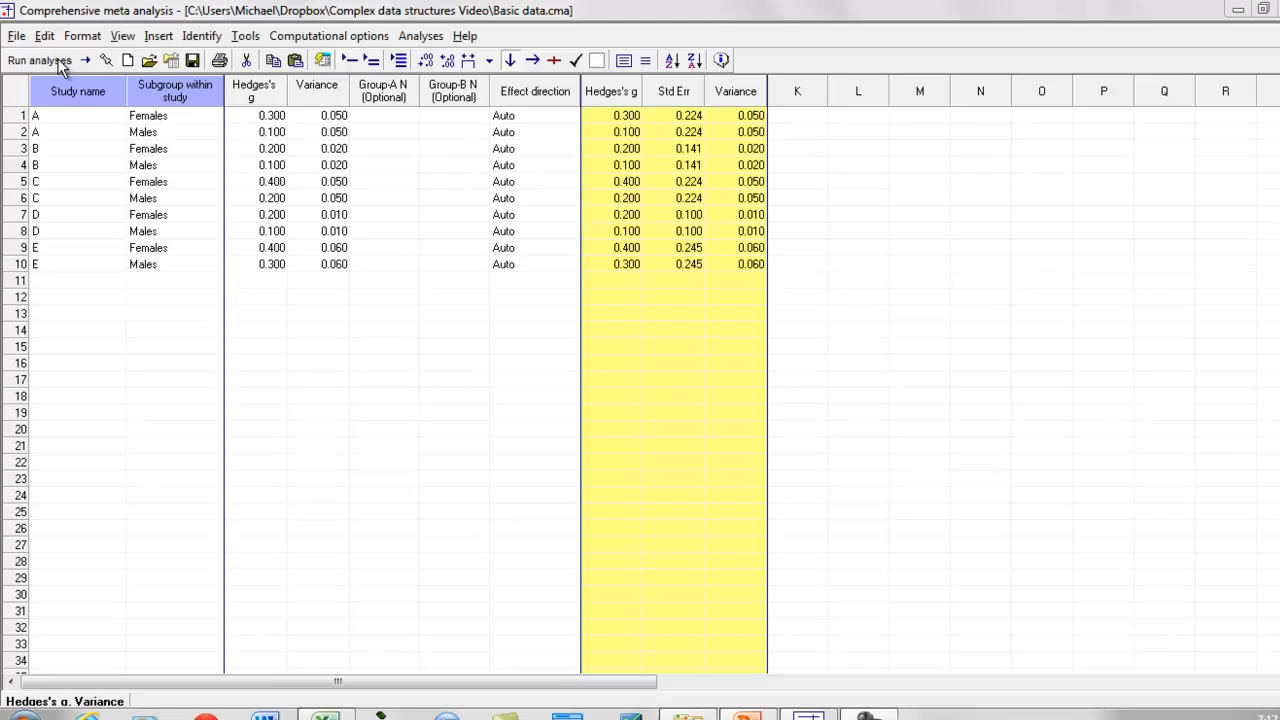 Comprehensive meta analysis - [C:\Users\Michael\Dropbox\Complex data structures Video\Basic data.cma]
File Edit Format View Insert Identify Tools Computational options Analyses Help
Run analyses
Study name Subgroup within study Hedges's g Variance Group-A N (Optional) Group-B N (Optional) Effect direction Hedges's g Std Err Variance K L M N O P Q R
1 A Females 0.300 0.050 Auto 0.300 0.224 0.050
2 A Males 0.100 0.050 Auto 0.100 0.224 0.050
3 B Females 0.200 0.020 Auto 0.200 0.141 0.020
4 B Males 0.100 0.020 Auto 0.100 0.141 0.020
5 C Females 0.400 0.050 Auto 0.400 0.224 0.050
6 C Males 0.200 0.050 Auto 0.200 0.224 0.050
7 D Females 0.200 0.010 Auto 0.200 0.100 0.010
8 D Males 0.100 0.010 Auto 0.100 0.100 0.010
9 E Females 0.400 0.060 Auto 0.400 0.245 0.060
10 E Males 0.300 0.060 Auto 0.300 0.245 0.060
11
12
13
14
15
16
17
18
19
20
21
22
23
24
25
26
27
28
29
30
31
32
33
34
Hedges's g, Variance